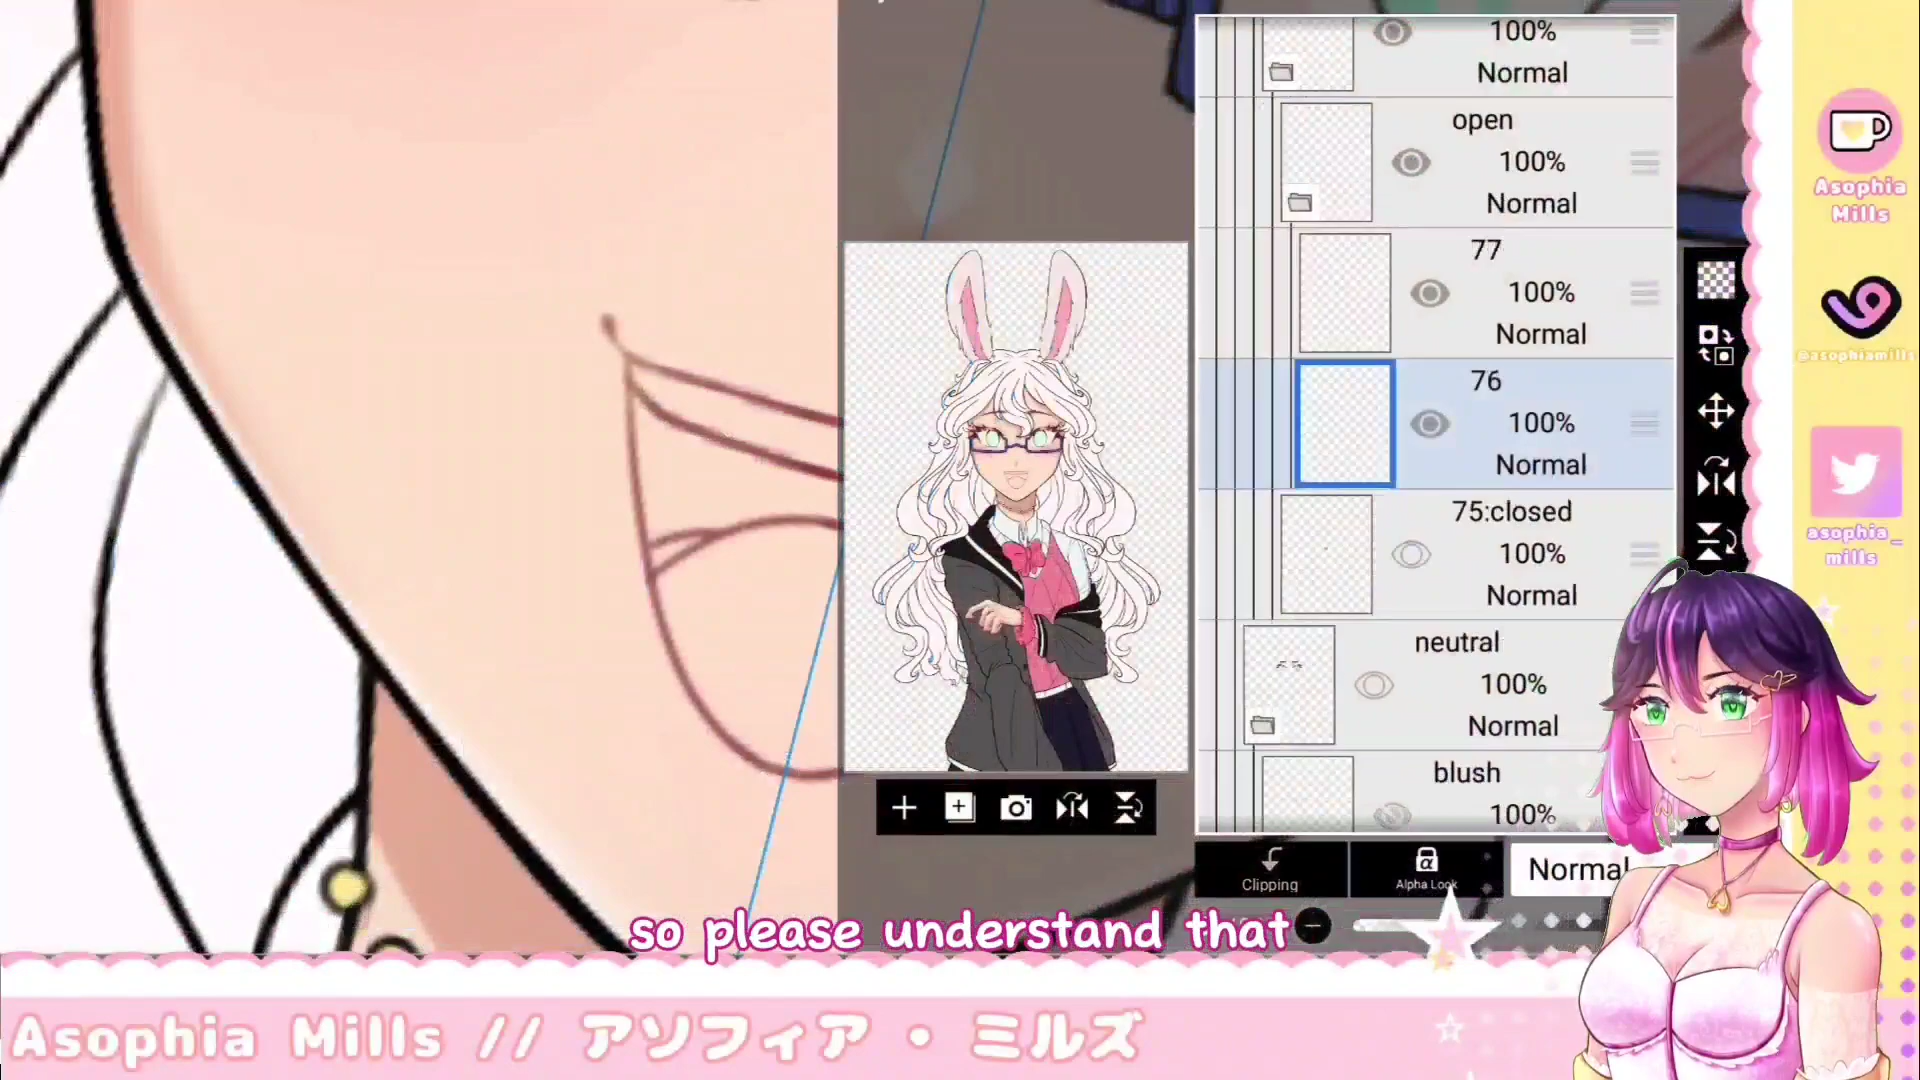 100%
Normal
open
100%
Normal
77
100%
Normal
76
100%
Normal
75:closed
100%
Normal
neutral
100%
Normal
blush
100%
Clipping
α
Alpha Lock
Normal
Asophia
Mills
@asophiamills
asophia_
mills
so please understand that
Asophia Mills // アソフィア・ミルズ